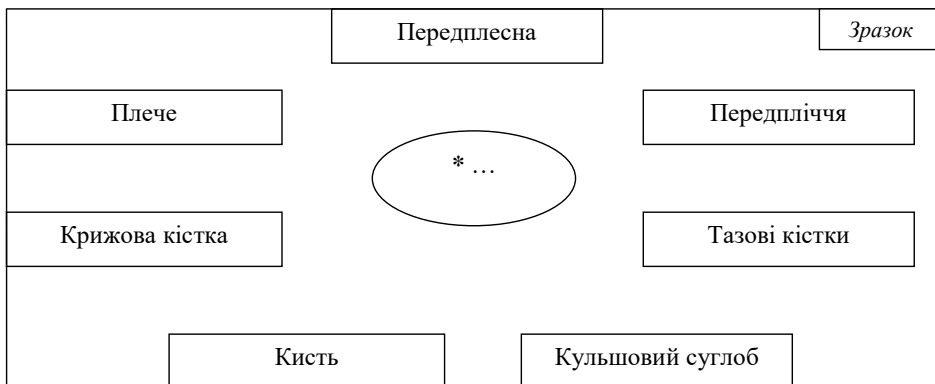 Передплесна
Зразок
Плече
Передпліччя
* …
Крижова кістка
Тазові кістки
Кисть
Кульшовий суглоб